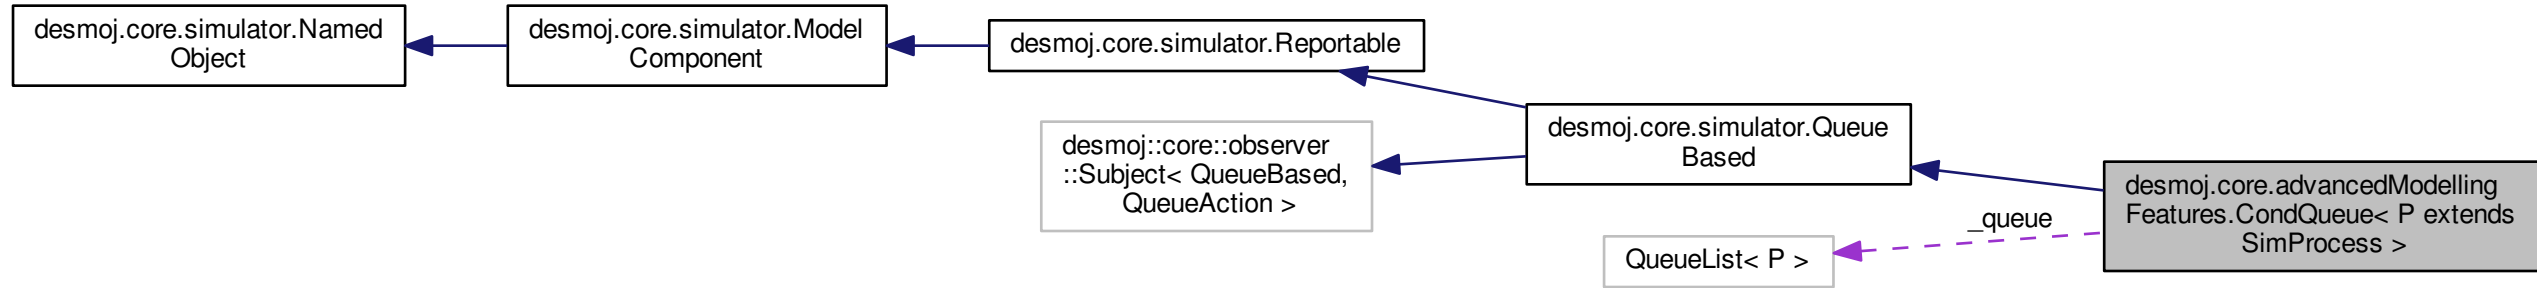 desmoj.core.simulator.Named
Object
desmoj.core.simulator.Model
Component
desmoj.core.simulator.Reportable
desmoj::core::observer
::Subject< QueueBased,
QueueAction >
desmoj.core.simulator.Queue
Based
_queue
QueueList< P >
desmoj.core.advancedModelling
Features.CondQueue< P extends
SimProcess >